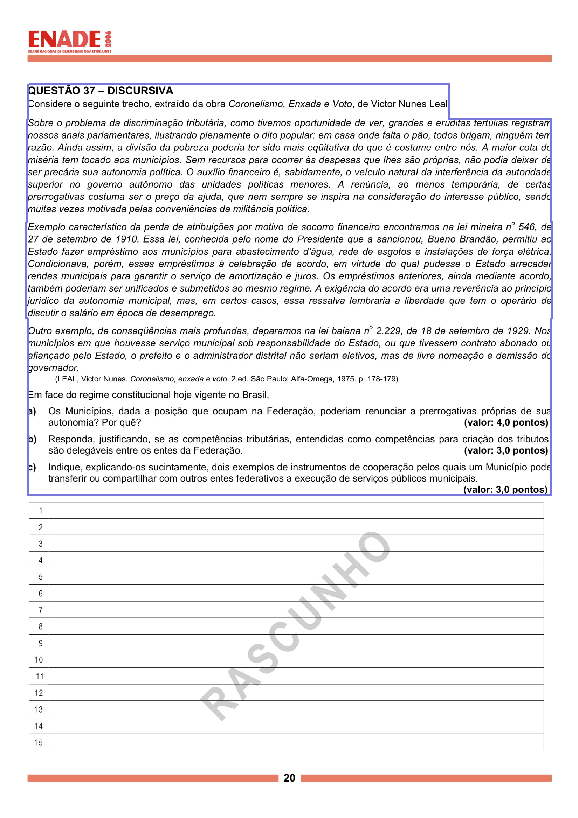 ENADE 2006
EXAME NACIONAL DE DESEMPENHO DOS ESTUDANTES
QUESTÃO 37 – DISCURSIVA
Considere o seguinte trecho, extraído da obra Coronelismo, Enxada e Voto, de Victor Nunes Leal
Sobre o problema da discriminação tributária, como tivemos oportunidade de ver, grandes e eruditas tertúlias registram
nossos anais parlamentares, ilustrando plenamente o dito popular: em casa onde falta o pão, todos brigam, ninguém tem
razão. Ainda assim, a divisão da pobreza poderia ter sido mais eqüitativa do que é costume entre nós. A maior cota de
miséria tem tocado aos municípios. Sem recursos para ocorrer às despesas que lhes são próprias, não podia deixar de
ser precária sua autonomia política. O auxílio financeiro é, sabidamente, o veículo natural da interferência da autoridade
superior no governo autônomo das unidades políticas menores. A renúncia, ao menos temporária, de certas
prerrogativas costuma ser o preço da ajuda, que nem sempre se inspira na consideração do interesse público, sendo
muitas vezes motivada pelas conveniências da militância política.
Exemplo característico da perda de atribuições por motivo de socorro financeiro encontramos na lei mineira nº 546, de
27 de setembro de 1910. Essa lei, conhecida pelo nome do Presidente que a sancionou, Bueno Brandão, permitiu ao
Estado fazer empréstimo aos municípios para abastecimento d'água, rede de esgotos e instalações de força elétrica.
Condicionava, porém, esses empréstimos à celebração de acordo, em virtude do qual pudesse o Estado arrecadar
rendas municipais para garantir o serviço de amortização e juros. Os empréstimos anteriores, ainda mediante acordo,
também poderiam ser unificados e submetidos ao mesmo regime. A exigência do acordo era uma reverência ao princípio
jurídico da autonomia municipal, mas, em certos casos, essa ressalva lembraria a liberdade que tem o operário de
discutir o salário em época de desemprego.
Outro exemplo, de conseqüências mais profundas, deparamos na lei baiana nº 2.229, de 18 de setembro de 1929. Nos
municípios em que houvesse serviço municipal sob responsabilidade do Estado, ou que tivessem contrato abonado ou
afiançado pelo Estado, o prefeito e o administrador distrital não seriam eletivos, mas de livre nomeação e demissão do
governador.
(LEAL, Victor Nunes. Coronelismo, enxada e voto. 2.ed. São Paulo: Alfa-Omega, 1975. p. 178-179)
Em face do regime constitucional hoje vigente no Brasil,
a) Os Municípios, dada a posição que ocupam na Federação, poderiam renunciar a prerrogativas próprias de sua
autonomia? Por quê? (valor: 4,0 pontos)
b) Responda, justificando, se as competências tributárias, entendidas como competências para criação dos tributos,
são delegáveis entre os entes da Federação. (valor: 3,0 pontos)
c) Indique, explicando-os sucintamente, dois exemplos de instrumentos de cooperação pelos quais um Município pode
transferir ou compartilhar com outros entes federativos a execução de serviços públicos municipais.
(valor: 3,0 pontos)
1
2
3
4
5
6
7
8
9
10
11
12
13
14
15
RASCUNHO
20